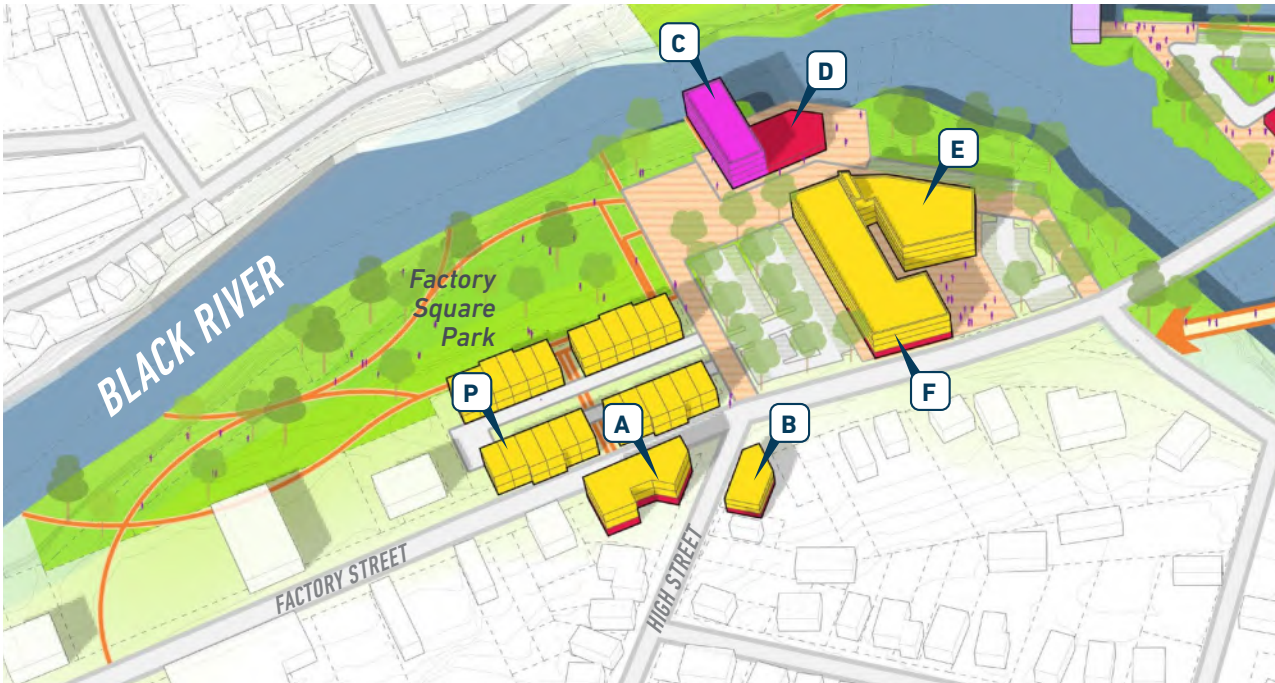 C
D
E
Factory
Square
Park
BLACK RIVER
P
A
B
F
FACTORY STREET
HIGH STREET